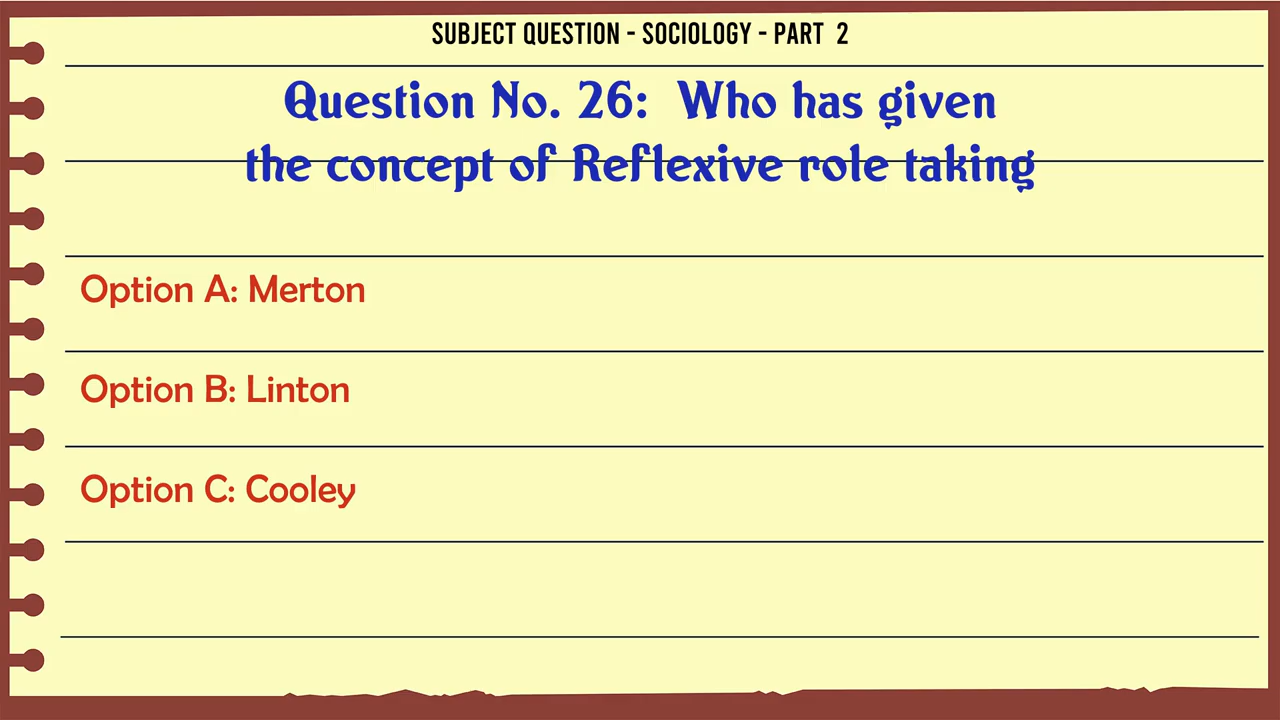 SUBJECT QUESTION - SOCIOLOGY - PART 2
Question No. 26: Who has given
the concept of Reflexive role taking
Option A: Merton
Option B: Linton
Option C: Cooley